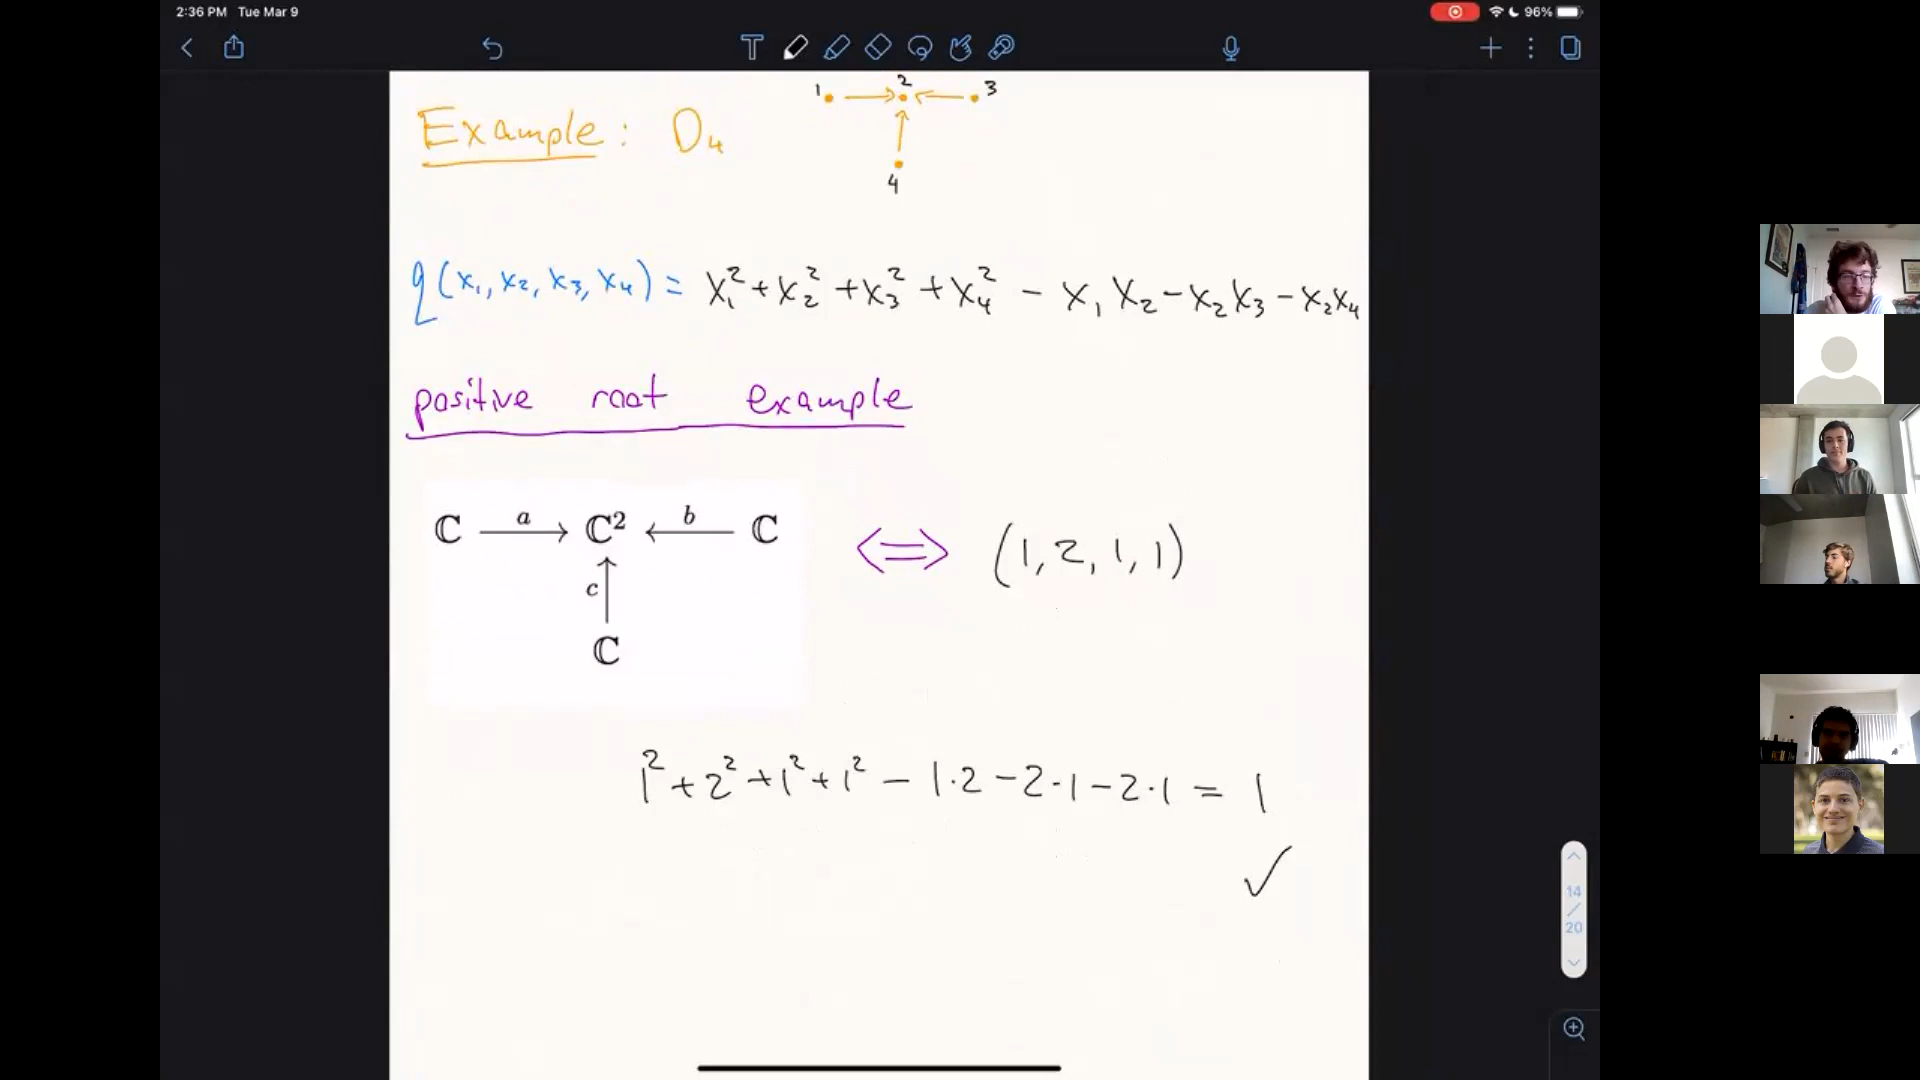 2:36 PM Tue Mar 9
96%
1 2 3
Example: D₄
4
q(x₁, x₂, x₃, x₄) = x₁² + x₂² + x₃² + x₄² - x₁x₂ - x₂x₃ - x₂x₄
positive root example
ℂ —a→ ℂ² ←b— ℂ
⇔ (1, 2, 1, 1)
c
ℂ
1² + 2² + 1² + 1² - 1·2 - 2·1 - 2·1 = 1
✓
14
/
20